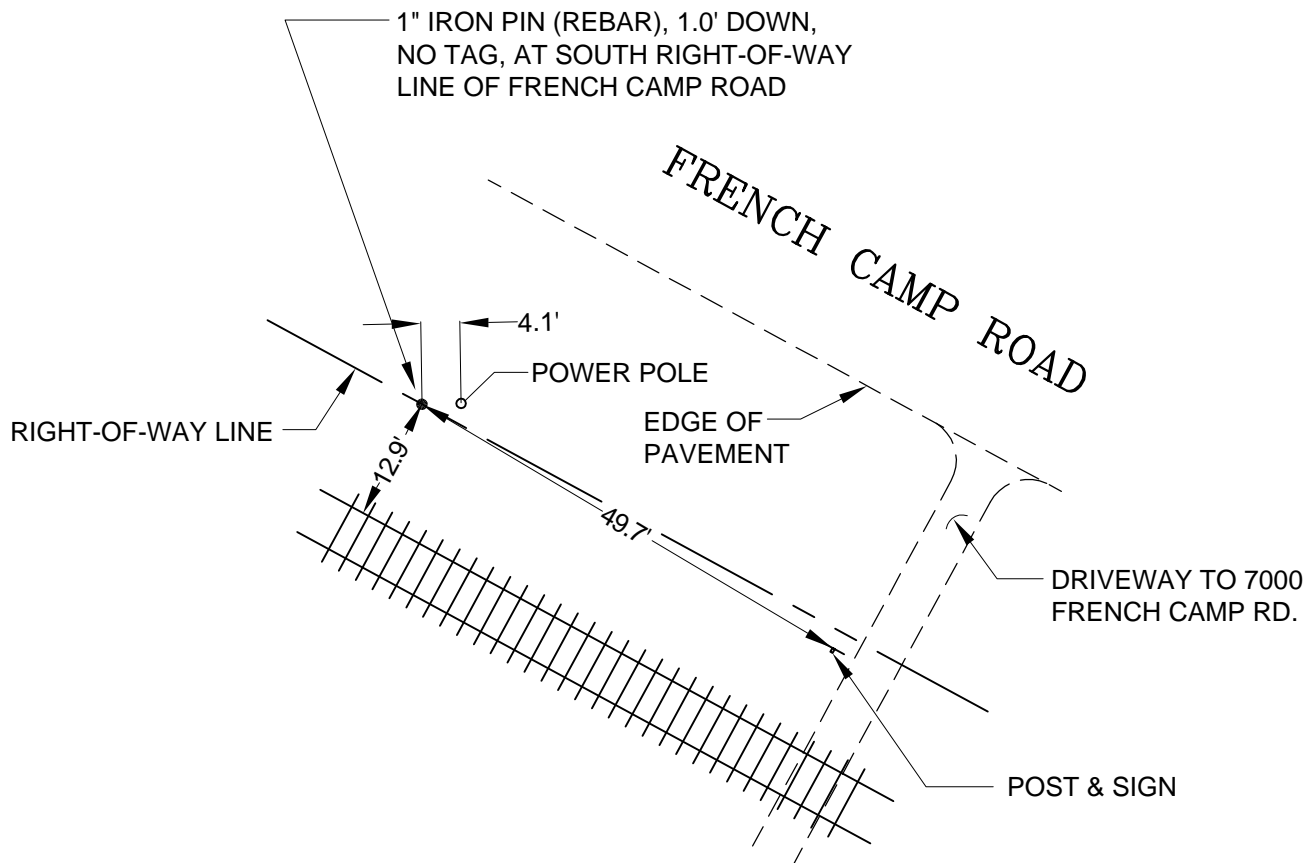 1" IRON PIN (REBAR), 1.0' DOWN,
NO TAG, AT SOUTH RIGHT-OF-WAY
LINE OF FRENCH CAMP ROAD
FRENCH CAMP ROAD
4.1'
POWER POLE
RIGHT-OF-WAY LINE
EDGE OF
PAVEMENT
12.9'
49.7'
DRIVEWAY TO 7000
FRENCH CAMP RD.
POST & SIGN